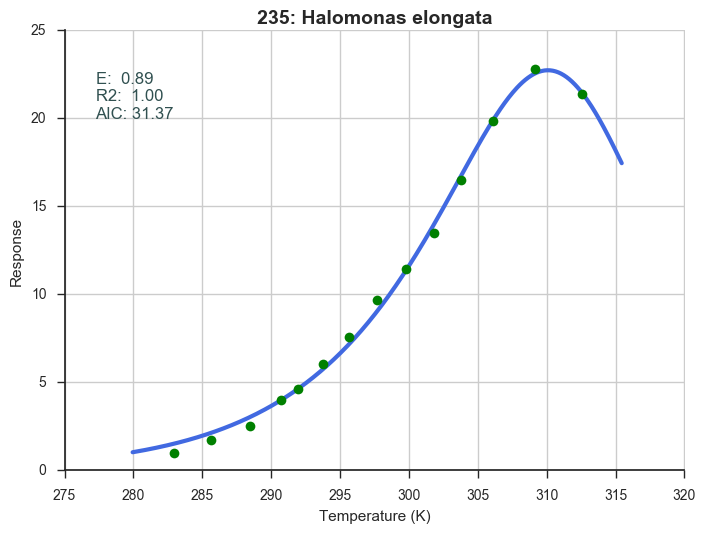 235: Halomonas elongata
E:  0.89
R2:  1.00
AIC: 31.37
25
20
15
10
5
0
Response
275 280 285 290 295 300 305 310 315 320
Temperature (K)